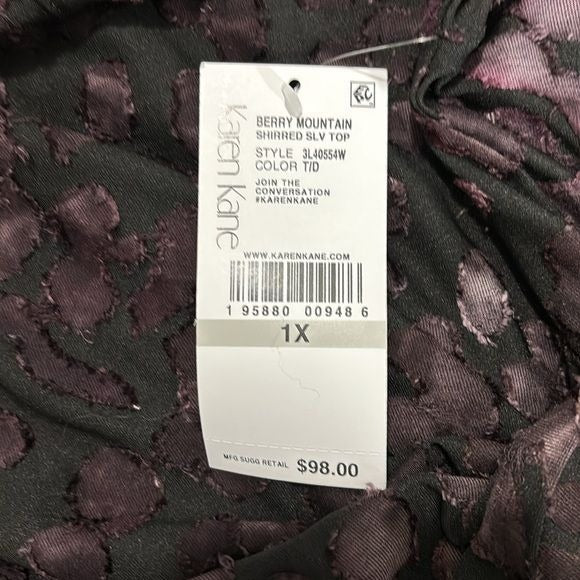 KC
BERRY MOUNTAIN
SHIRRED SLV TOP
STYLE 3L40554W
COLOR T/D
JOIN THE
CONVERSATION
#KARENKANE
Karen Kane
WWW.KARENKANE.COM
1 95880 00948 6
1X
MFG. SUGG RETAIL $98.00